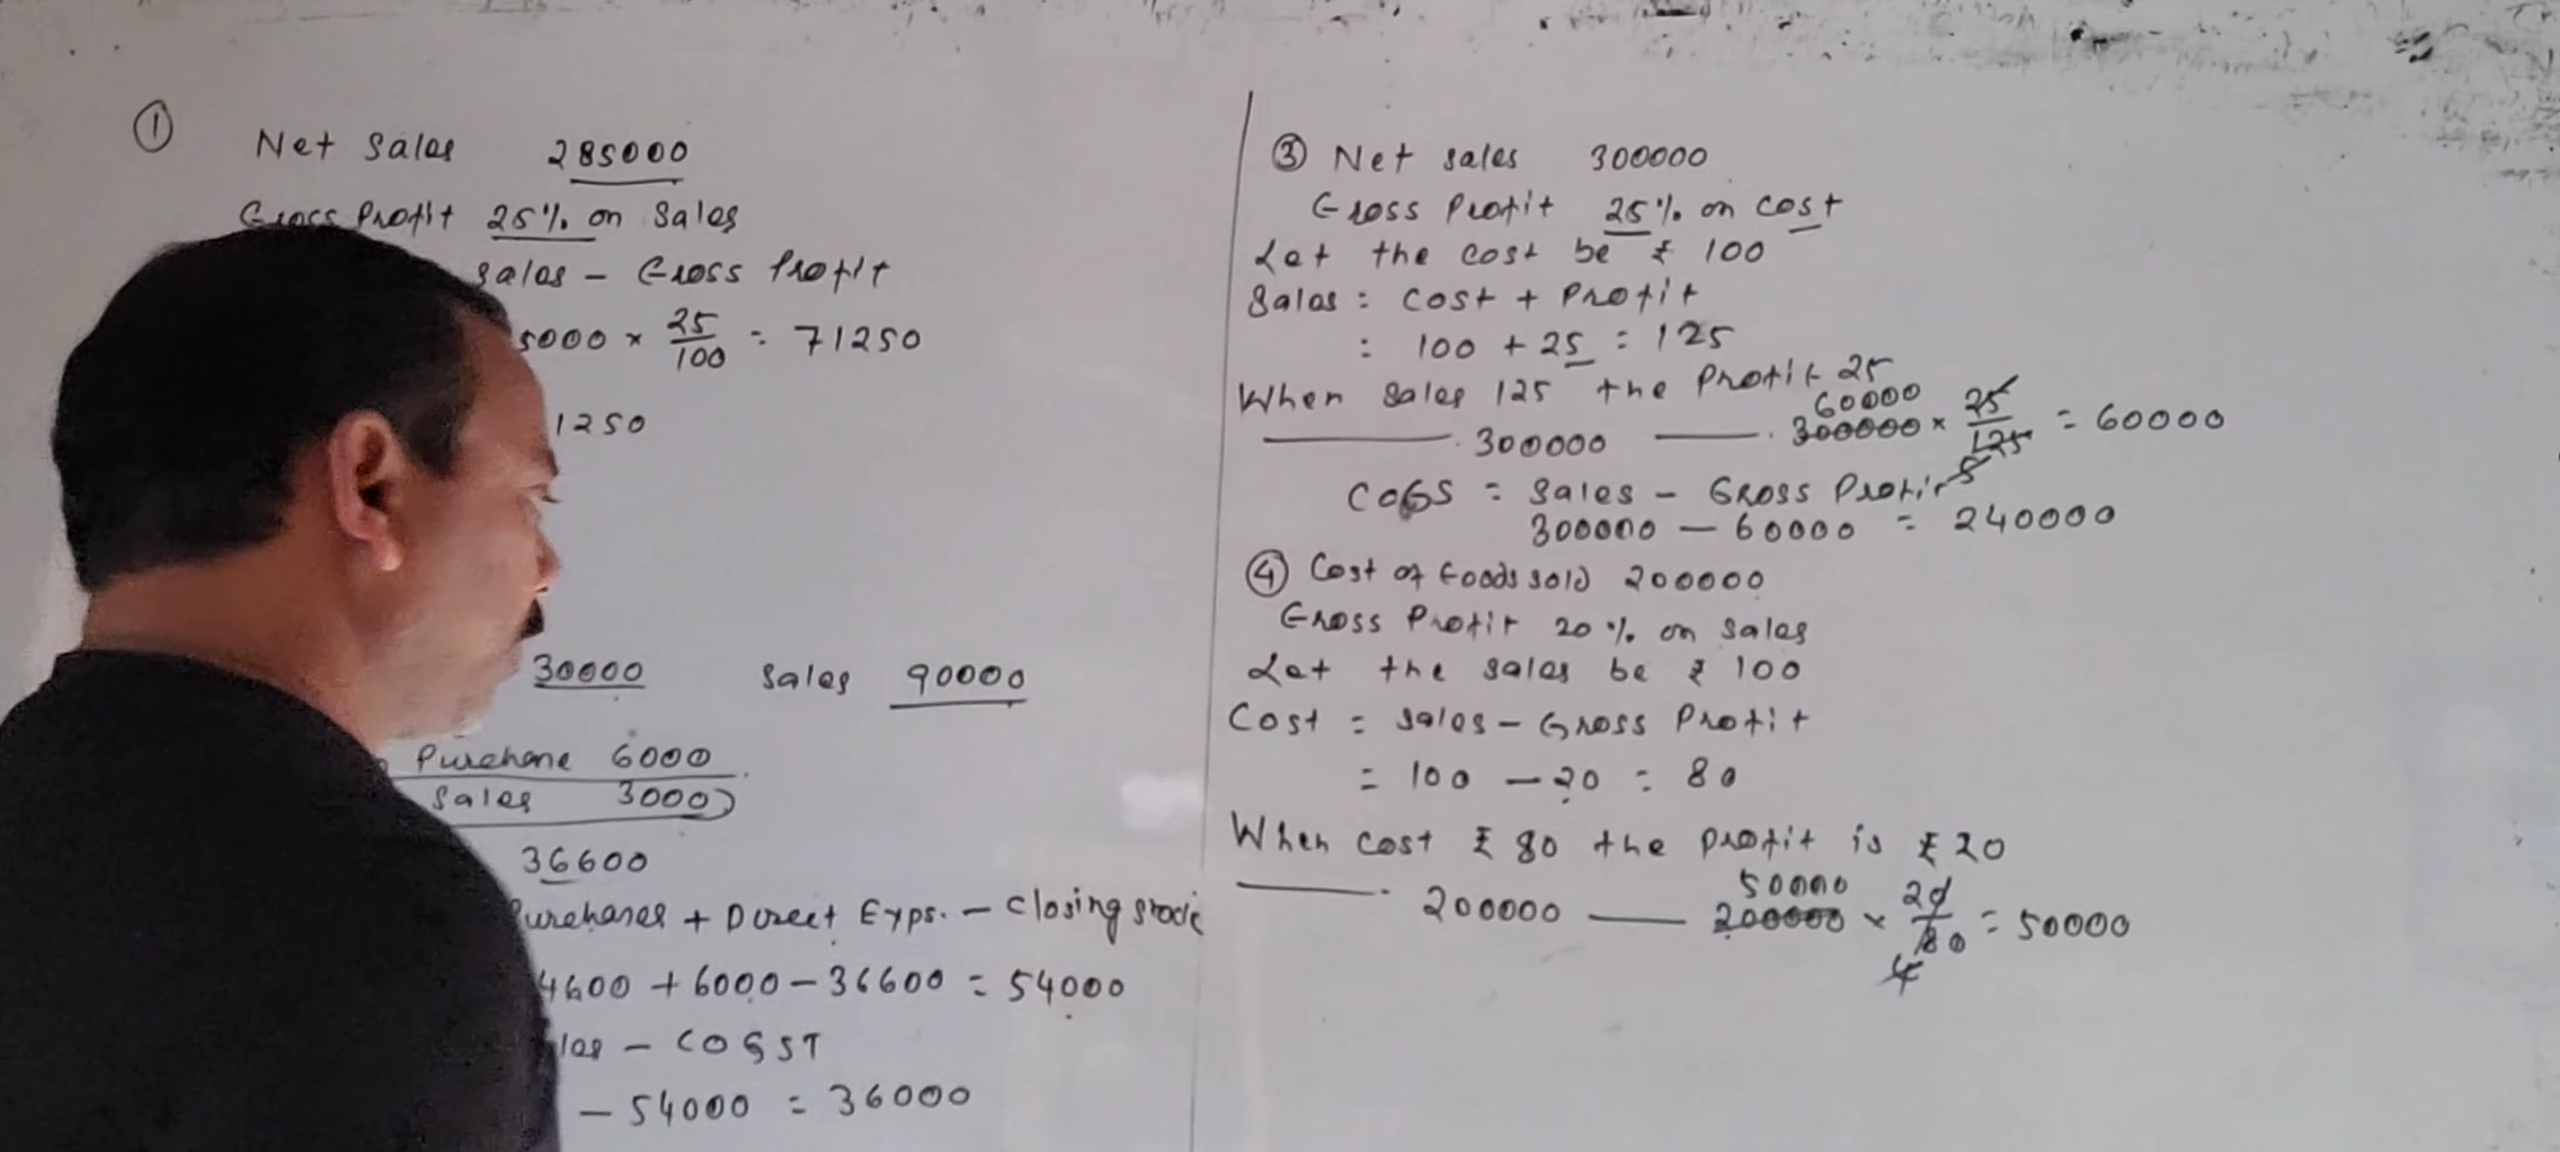 ① Net Sales 285000
Gross Profit 25% on Sales
Sales - Gross Profit
5000 × 25/100 = 71250
1250
30000 Sales 90000
Purchase 6000
Sales 3000
36600
Purchases + Direct Exps. - Closing stock
4600 + 6000 - 36600 = 54000
les - COGST
- 54000 = 36000
③ Net sales 300000
Gross Profit 25% on cost
Let the cost be ₹ 100
Sales = cost + Profit
= 100 + 25 = 125
When sales 125 the Profit 25
60000
300000 300000 × 25/125 = 60000
5
COGS = Sales - Gross Profit
300000 - 60000 = 240000
④ Cost of Goods sold 200000
Gross Profit 20% on Sales
Let the sales be ₹ 100
Cost = Sales - Gross Profit
= 100 - 20 = 80
When cost ₹ 80 the profit is ₹ 20
50000
200000 200000 × 20/80 = 50000
4